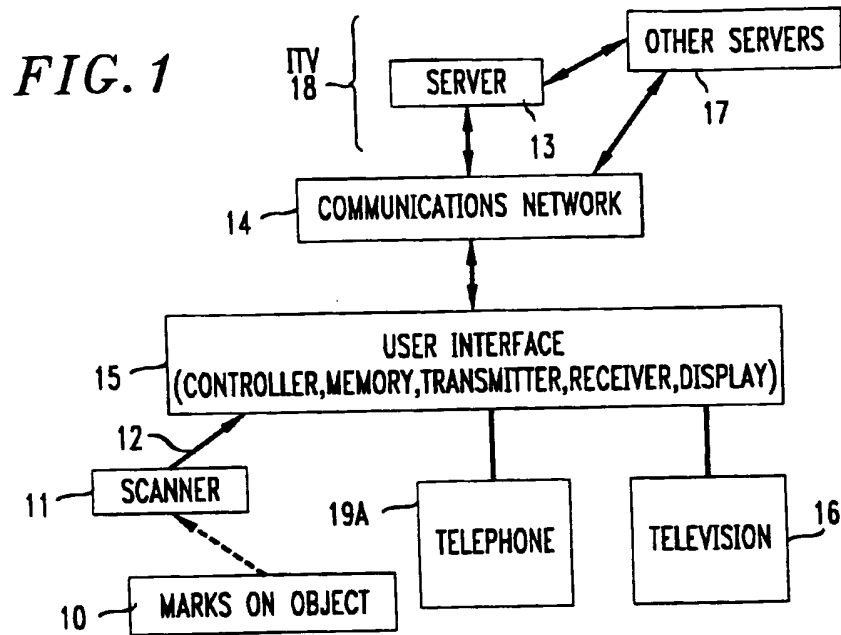 FIG. 1
ITV
18
SERVER
13
OTHER SERVERS
17
14
COMMUNICATIONS NETWORK
15
USER INTERFACE
(CONTROLLER,MEMORY,TRANSMITTER,RECEIVER,DISPLAY)
12
11
SCANNER
19A
TELEPHONE
TELEVISION
16
10
MARKS ON OBJECT